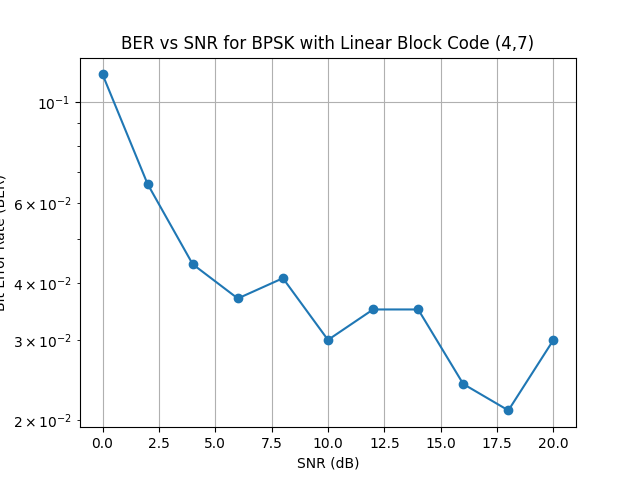 BER vs SNR for BPSK with Linear Block Code (4,7)
Bit Error Rate (BER)
10⁻¹
6 × 10⁻²
4 × 10⁻²
3 × 10⁻²
2 × 10⁻²
0.0 2.5 5.0 7.5 10.0 12.5 15.0 17.5 20.0
SNR (dB)